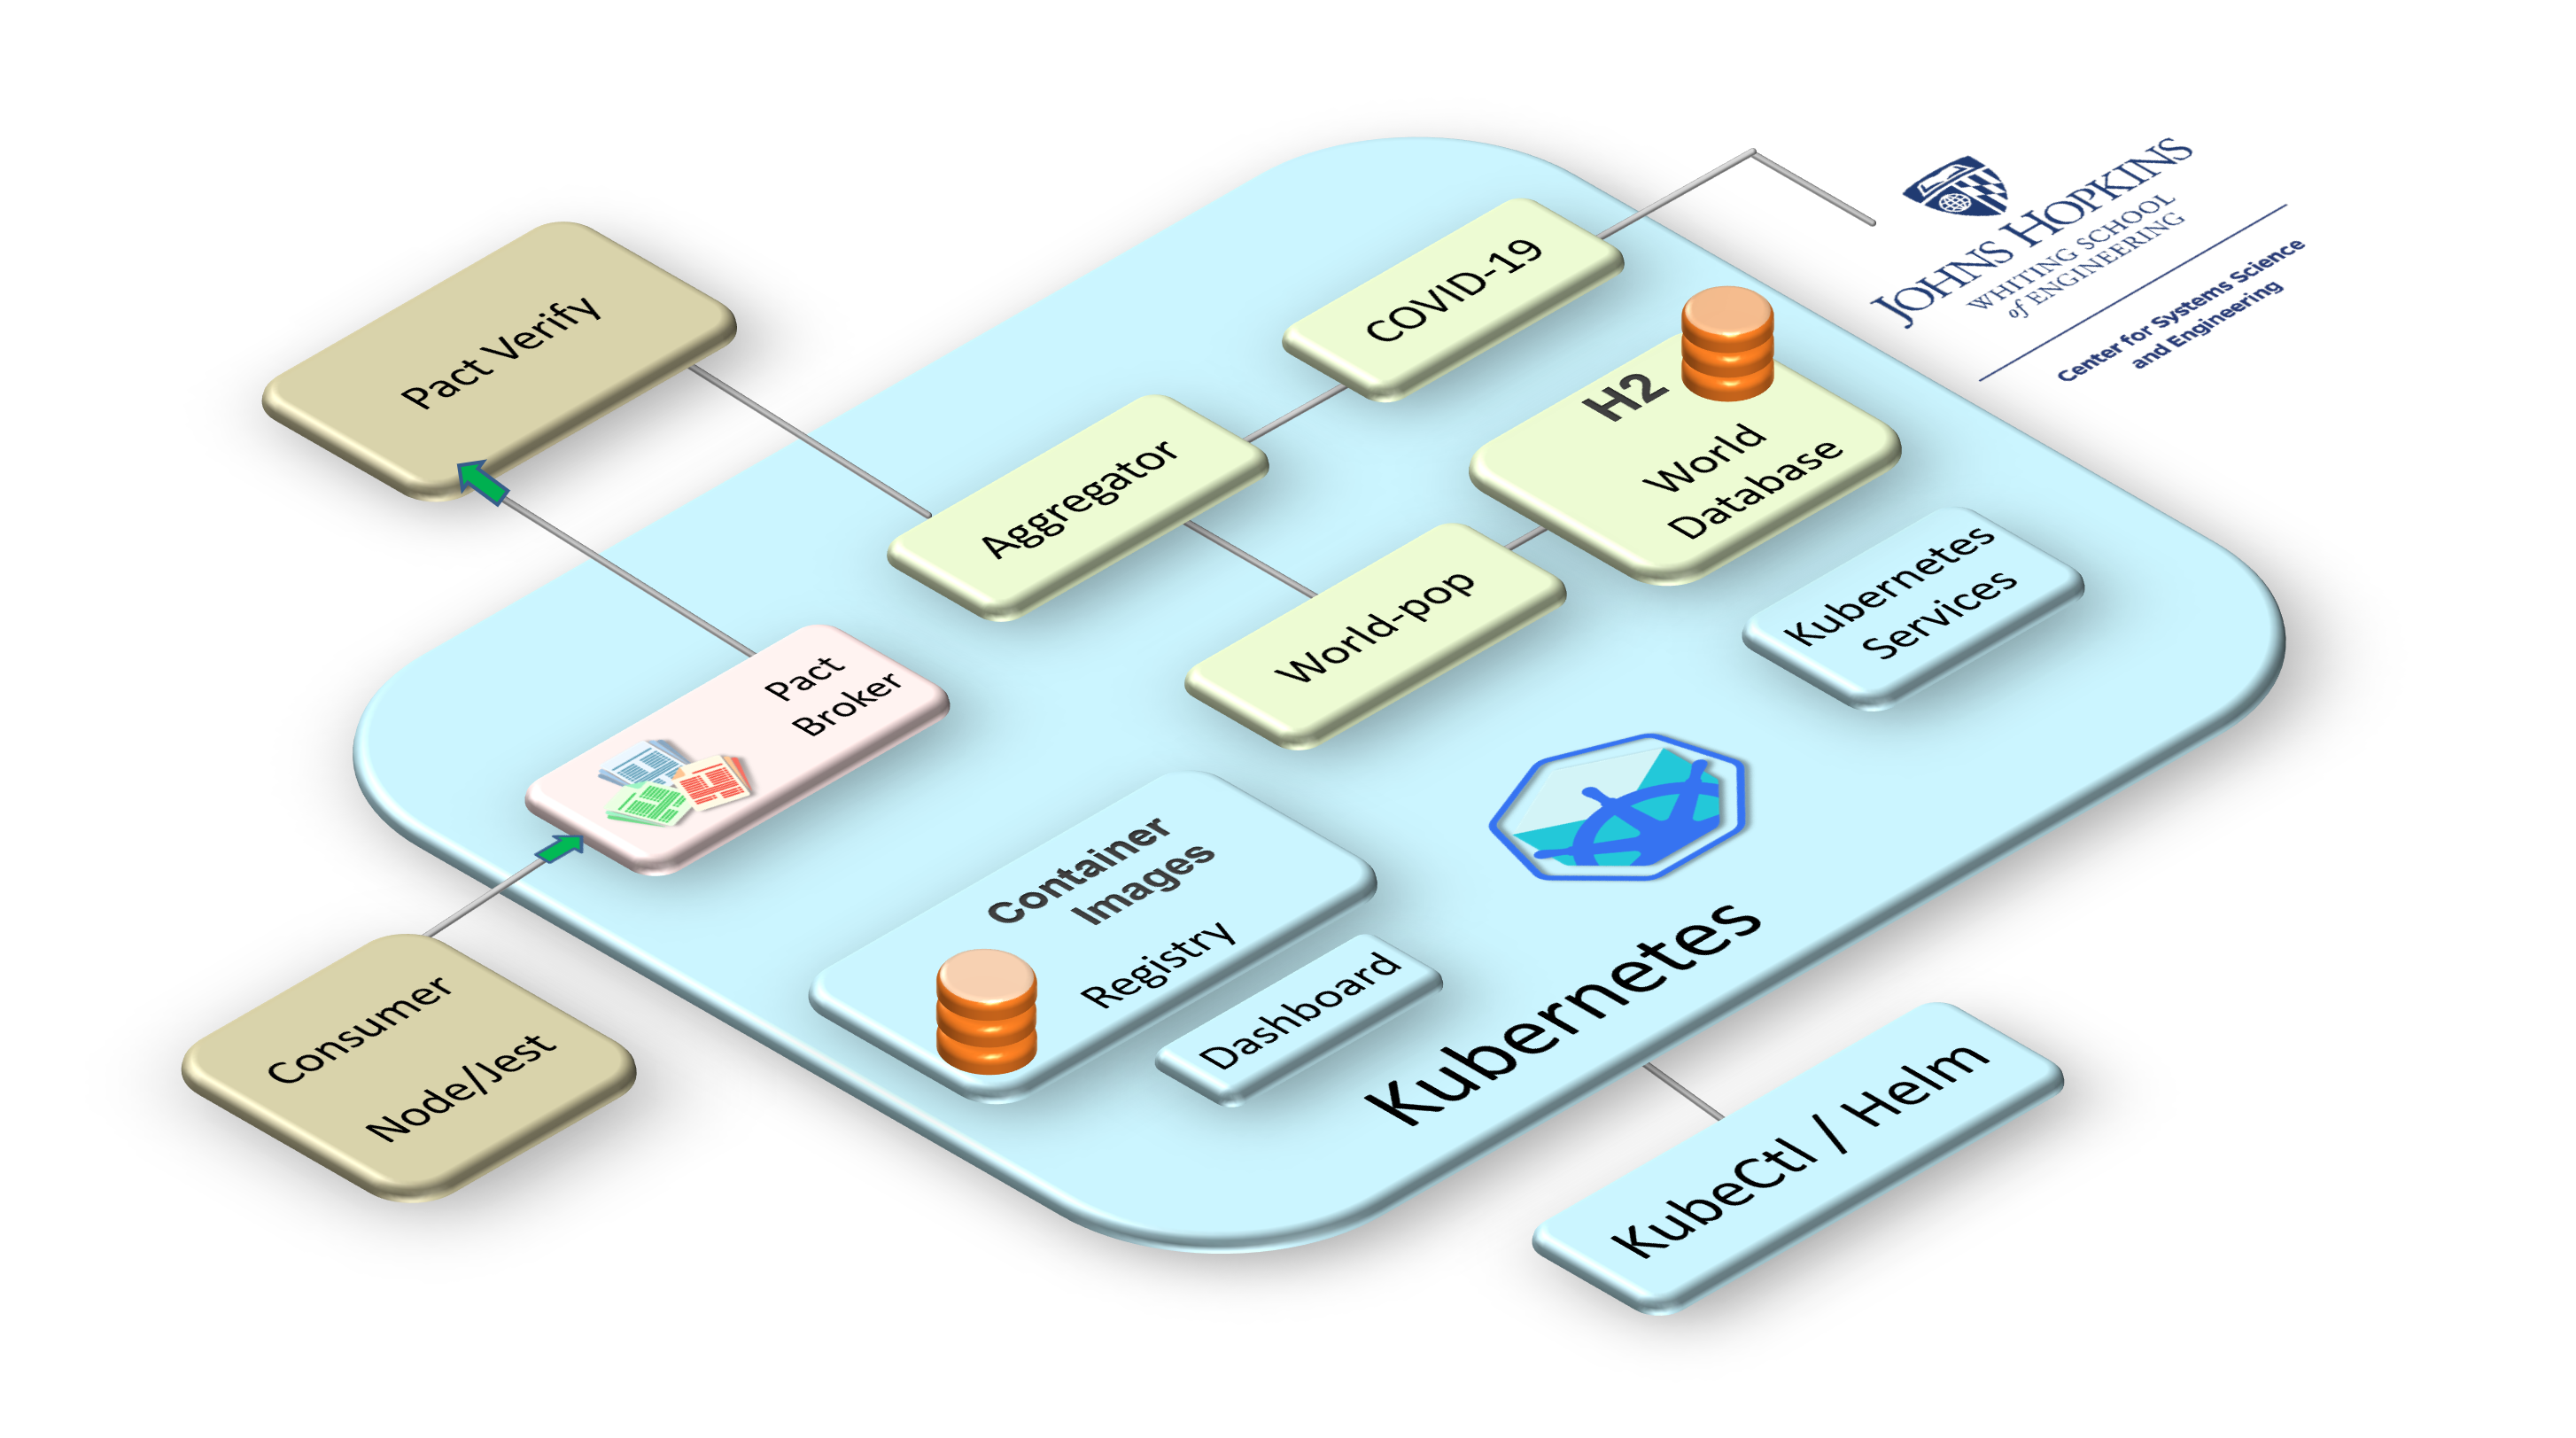 JOHNS HOPKINS
WHITING SCHOOL
of ENGINEERING
Center for Systems Science
and Engineering
COVID-19
Pact Verify
H2
World
Database
Aggregator
Kubernetes
Services
World-pop
Pact
Broker
Container
Images
Registry
Dashboard
Kubernetes
Consumer
Node/Jest
KubeCtl / Helm